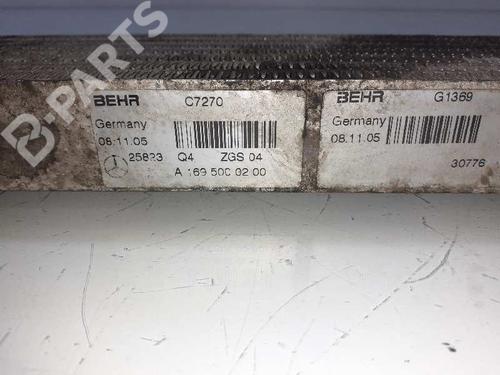 B-PARTS
BEHR C7270
Germany
08.11.05
25823 Q4 ZGS 04
A 169 500 02 00
BEHR G1369
Germany
08.11.05
30776